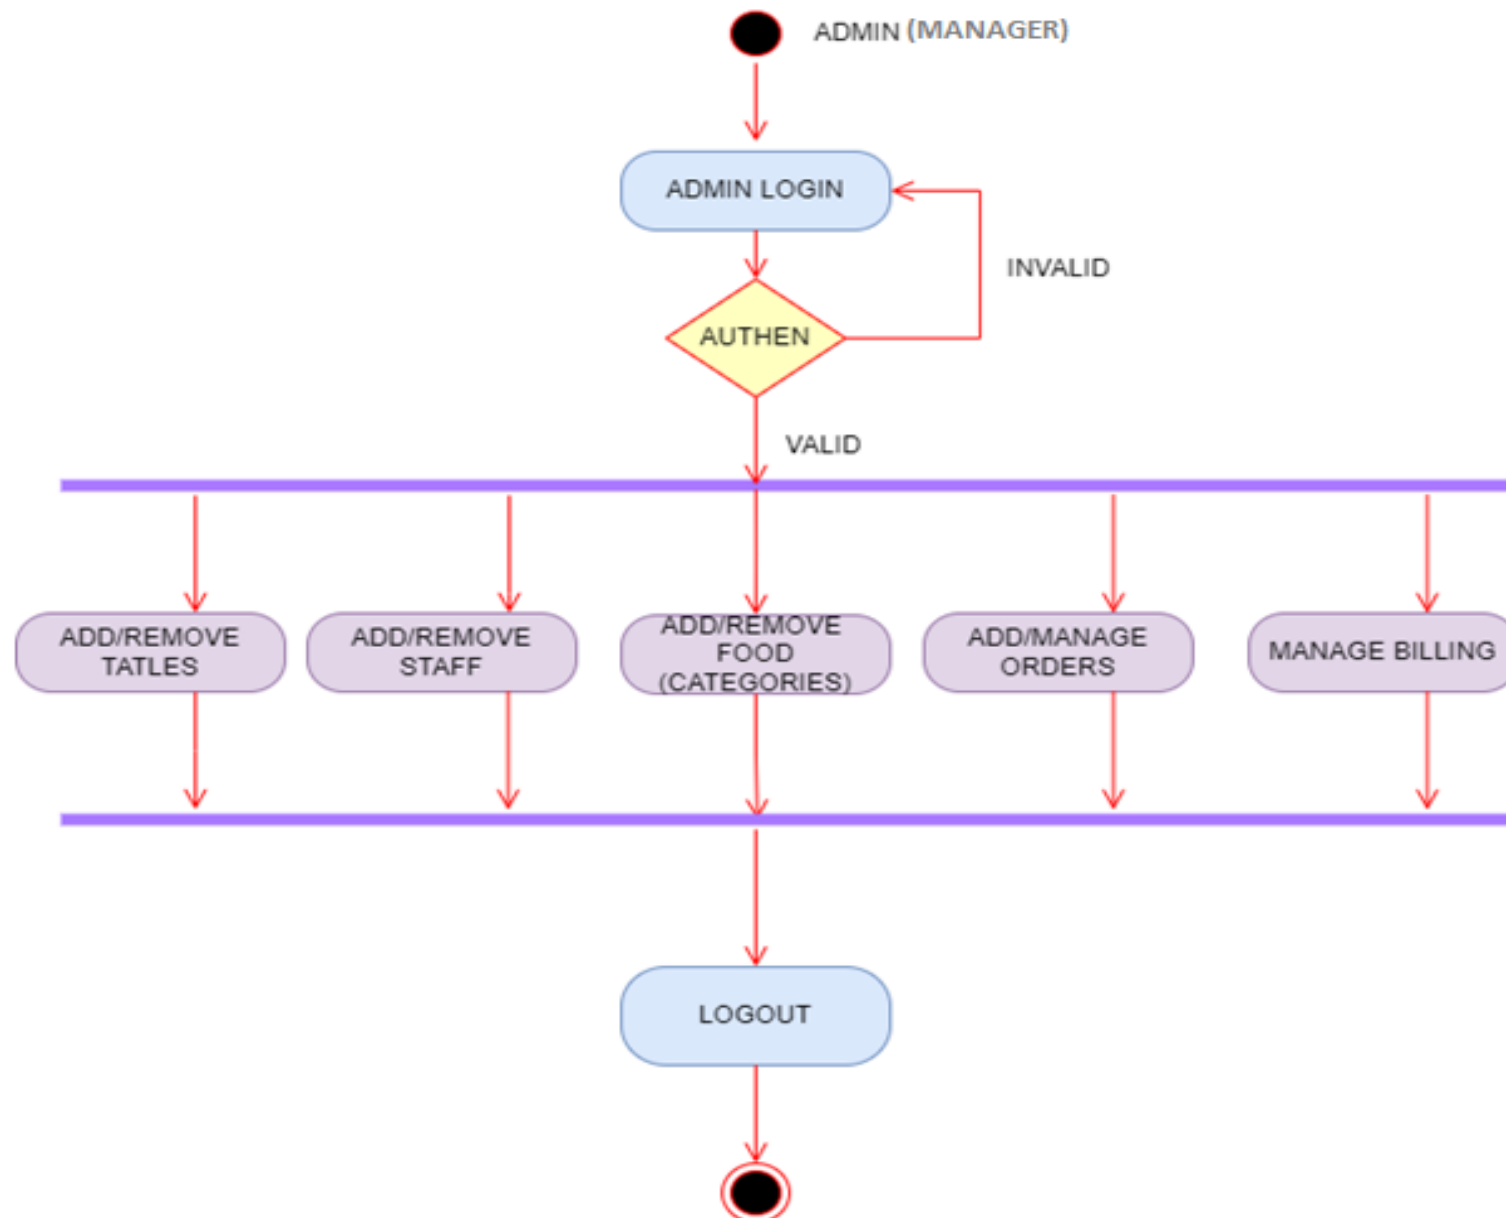 ADMIN (MANAGER)
ADMIN LOGIN
INVALID
AUTHEN
VALID
ADD/REMOVE
TATLES
ADD/REMOVE
STAFF
ADD/REMOVE
FOOD
(CATEGORIES)
ADD/MANAGE
ORDERS
MANAGE BILLING
LOGOUT